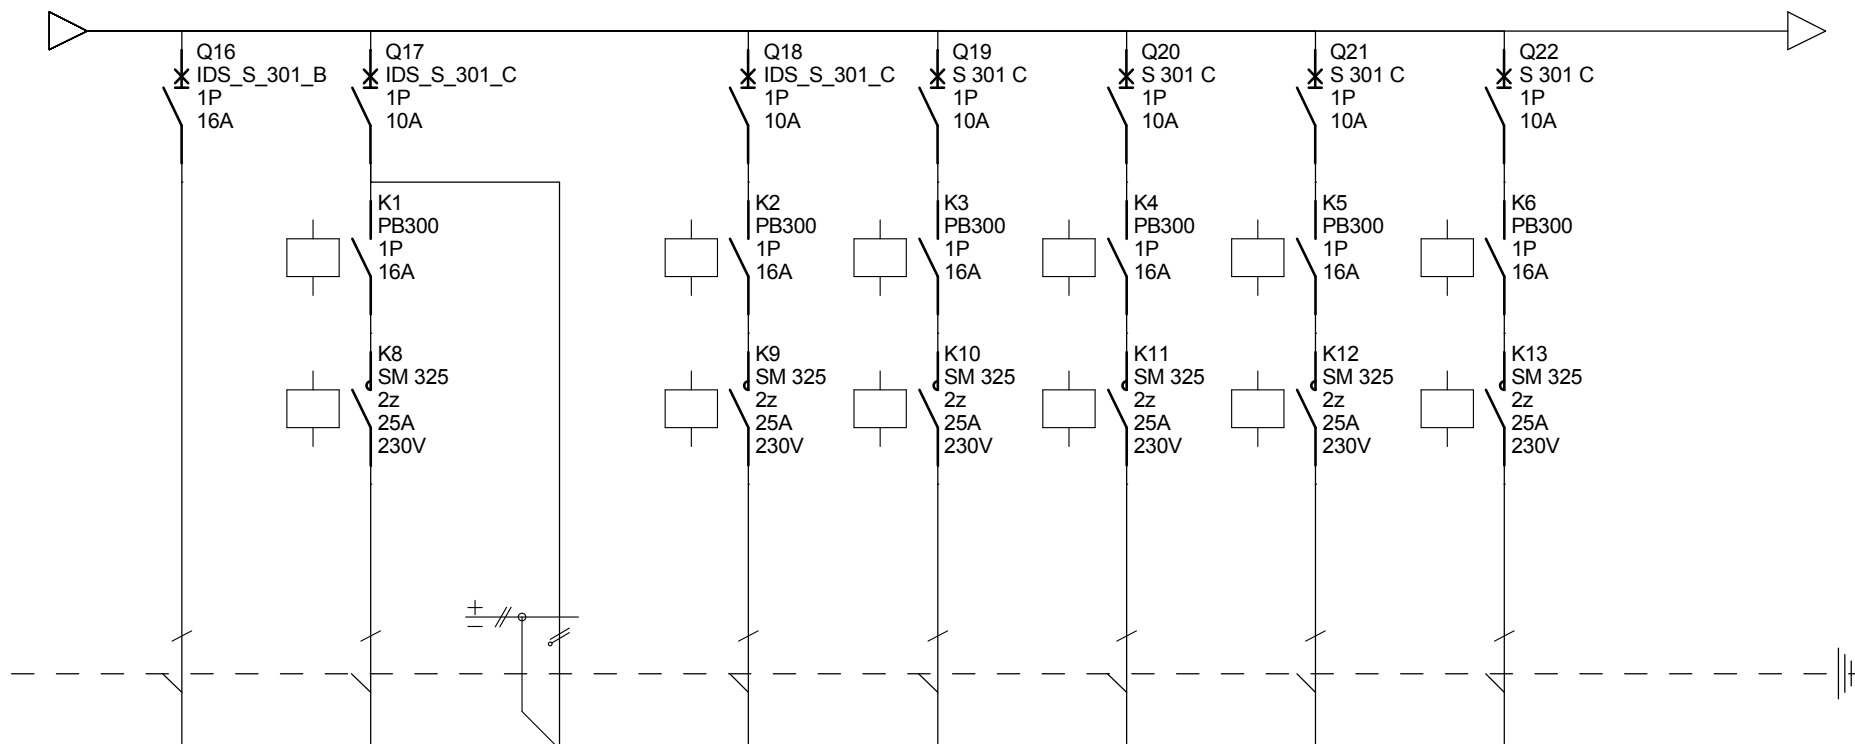 Q16
IDS_S_301_B
1P
16A
Q17
IDS_S_301_C
1P
10A
Q18
IDS_S_301_C
1P
10A
Q19
S 301 C
1P
10A
Q20
S 301 C
1P
10A
Q21
S 301 C
1P
10A
Q22
S 301 C
1P
10A
K1
PB300
1P
16A
K2
PB300
1P
16A
K3
PB300
1P
16A
K4
PB300
1P
16A
K5
PB300
1P
16A
K6
PB300
1P
16A
K8
SM 325
2z
25A
230V
K9
SM 325
2z
25A
230V
K10
SM 325
2z
25A
230V
K11
SM 325
2z
25A
230V
K12
SM 325
2z
25A
230V
K13
SM 325
2z
25A
230V